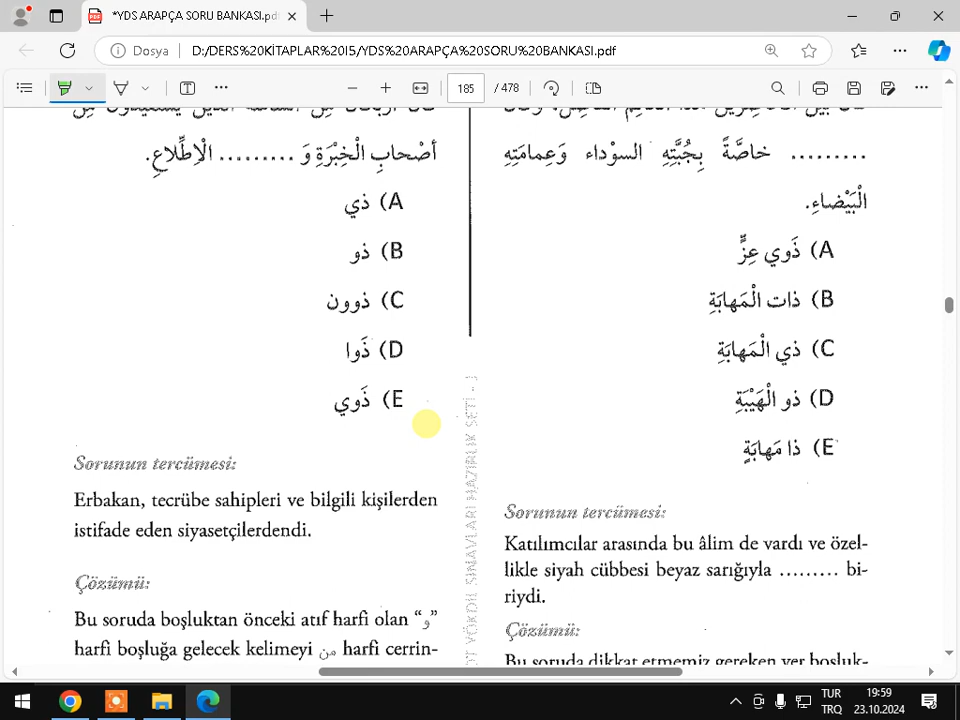 *YDS ARAPÇA SORU BANKASI.pd
Dosya
D:/DERS%20KİTAPLAR%20I5/YDS%20ARAPÇA%20SORU%20BANKASI.pdf
185 / 478
أَصْحابِ الْخِبْرَةِ وَ ......... الْاِطِّلاعِ.
A) ذي
B) ذو
C) ذوون
D) ذَوا
E) ذَوي
Sorunun tercümesi:
Erbakan, tecrübe sahipleri ve bilgili kişilerden
istifade eden siyasetçilerdendi.
Çözümü:
Bu soruda boşluktan önceki atıf harfi olan “و”
harfi boşluğa gelecek kelimeyi من harfi cerrin-
......... خاصَّةً بِجُبَّتِهِ السوْداء وَعِمامَتِهِ
الْبَيْضاءِ.
A) ذَوي عِزٍّ
B) ذات الْمَهابَةِ
C) ذي الْمَهابَةِ
D) ذو الْهَيْبَةِ
E) ذا مَهابَةٍ
Sorunun tercümesi:
Katılımcılar arasında bu âlim de vardı ve özel-
likle siyah cübbesi beyaz sarığıyla ......... bi-
riydi.
Çözümü:
Bu soruda dikkat etmemiz gereken yer boşluk-
SINAVLARI HAZIRLIK SETİ
TUR
TRQ
19:59
23.10.2024